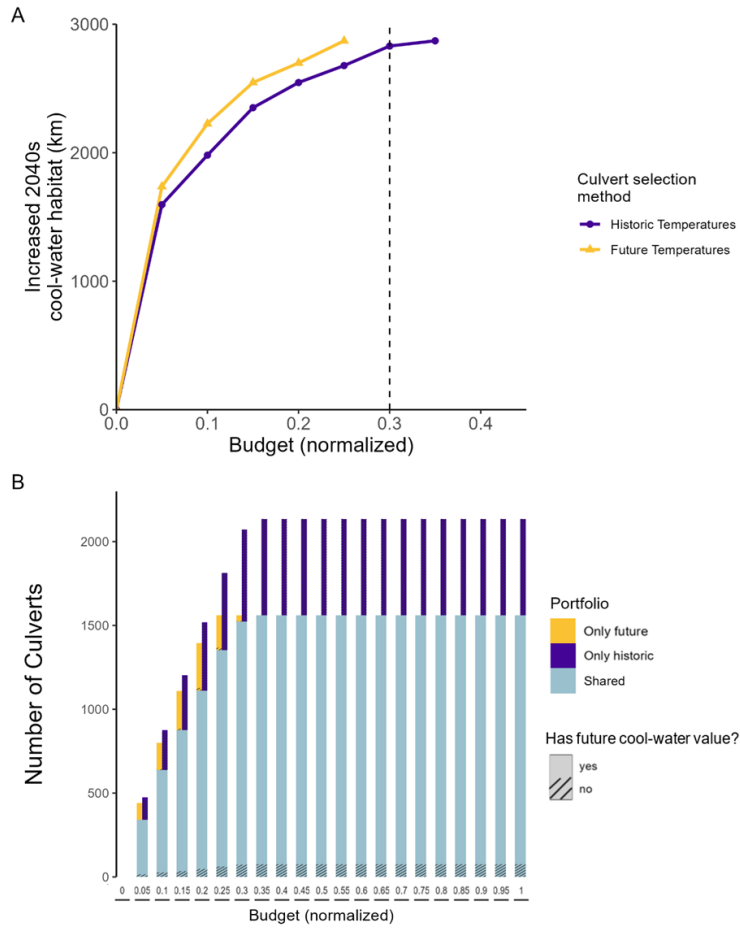 A
3000
2000
1000
0
Increased 2040s
cool-water habitat (km)
0.0
0.1
0.2
0.3
0.4
Budget (normalized)
Culvert selection
method
Historic Temperatures
Future Temperatures
B
2000
1500
1000
500
0
Number of Culverts
0
0.05
0.1
0.15
0.2
0.25
0.3
0.35
0.4
0.45
0.5
0.55
0.6
0.65
0.7
0.75
0.8
0.85
0.9
0.95
1
Budget (normalized)
Portfolio
Only future
Only historic
Shared
Has future cool-water value?
yes
no